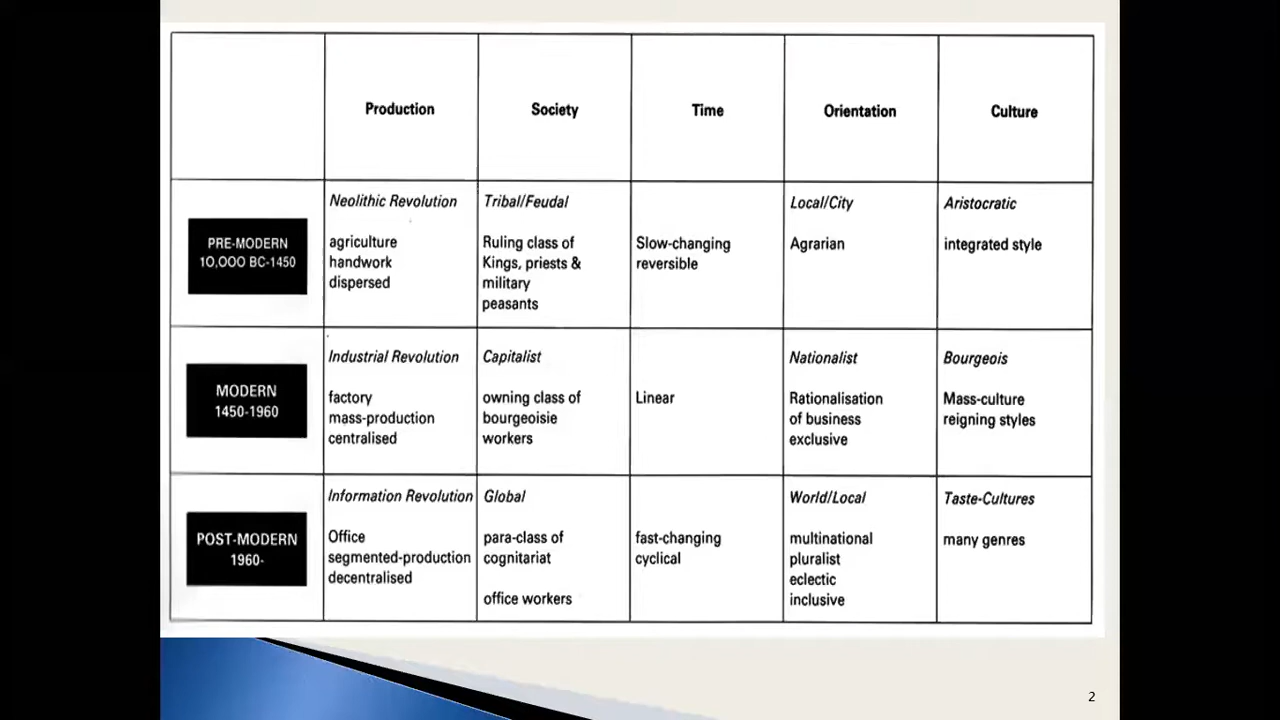 Production
Society
Time
Orientation
Culture
PRE-MODERN
10,000 BC-1450
Neolithic Revolution
agriculture
handwork
dispersed
Tribal/Feudal
Ruling class of
Kings, priests &
military
peasants
Slow-changing
reversible
Local/City
Agrarian
Aristocratic
integrated style
MODERN
1450-1960
Industrial Revolution
factory
mass-production
centralised
Capitalist
owning class of
bourgeoisie
workers
Linear
Nationalist
Rationalisation
of business
exclusive
Bourgeois
Mass-culture
reigning styles
POST-MODERN
1960-
Information Revolution
Office
segmented-production
decentralised
Global
para-class of
cognitariat
office workers
fast-changing
cyclical
World/Local
multinational
pluralist
eclectic
inclusive
Taste-Cultures
many genres
2